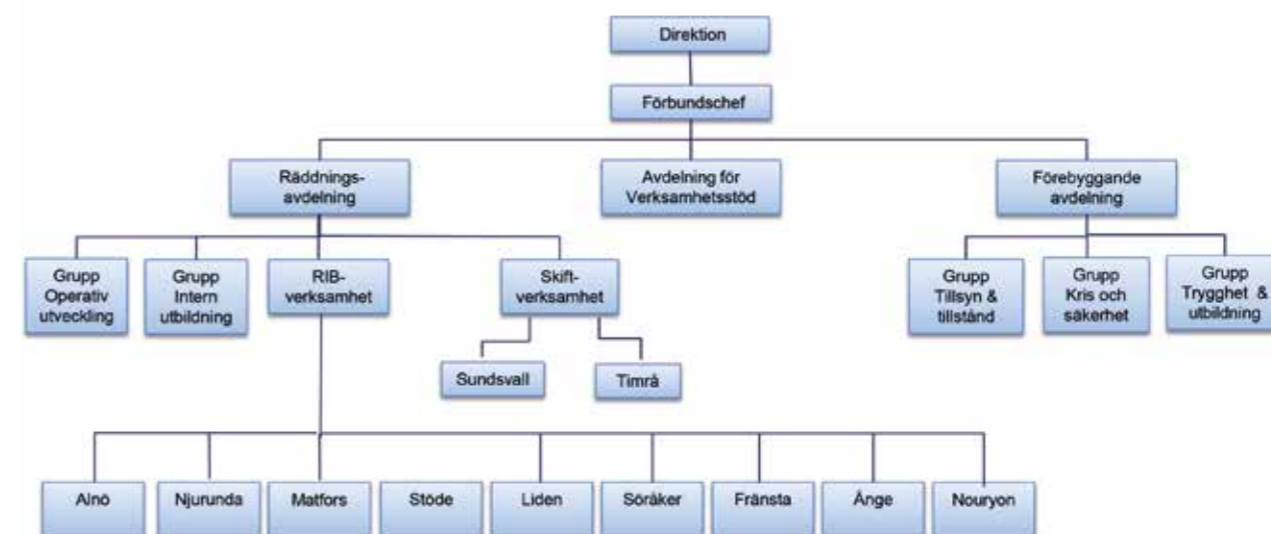 Direktion
Förbundschef
Räddnings-
avdelning
Avdelning för
Verksamhetsstöd
Förebyggande
avdelning
Grupp
Operativ
utveckling
Grupp
Intern
utbildning
RIB-
verksamhet
Skift-
verksamhet
Grupp
Tillsyn &
tillstånd
Grupp
Kris och
säkerhet
Grupp
Trygghet &
utbildning
Sundsvall
Timrå
Alnö
Njurunda
Matfors
Stöde
Liden
Söråker
Fränsta
Ånge
Nouryon